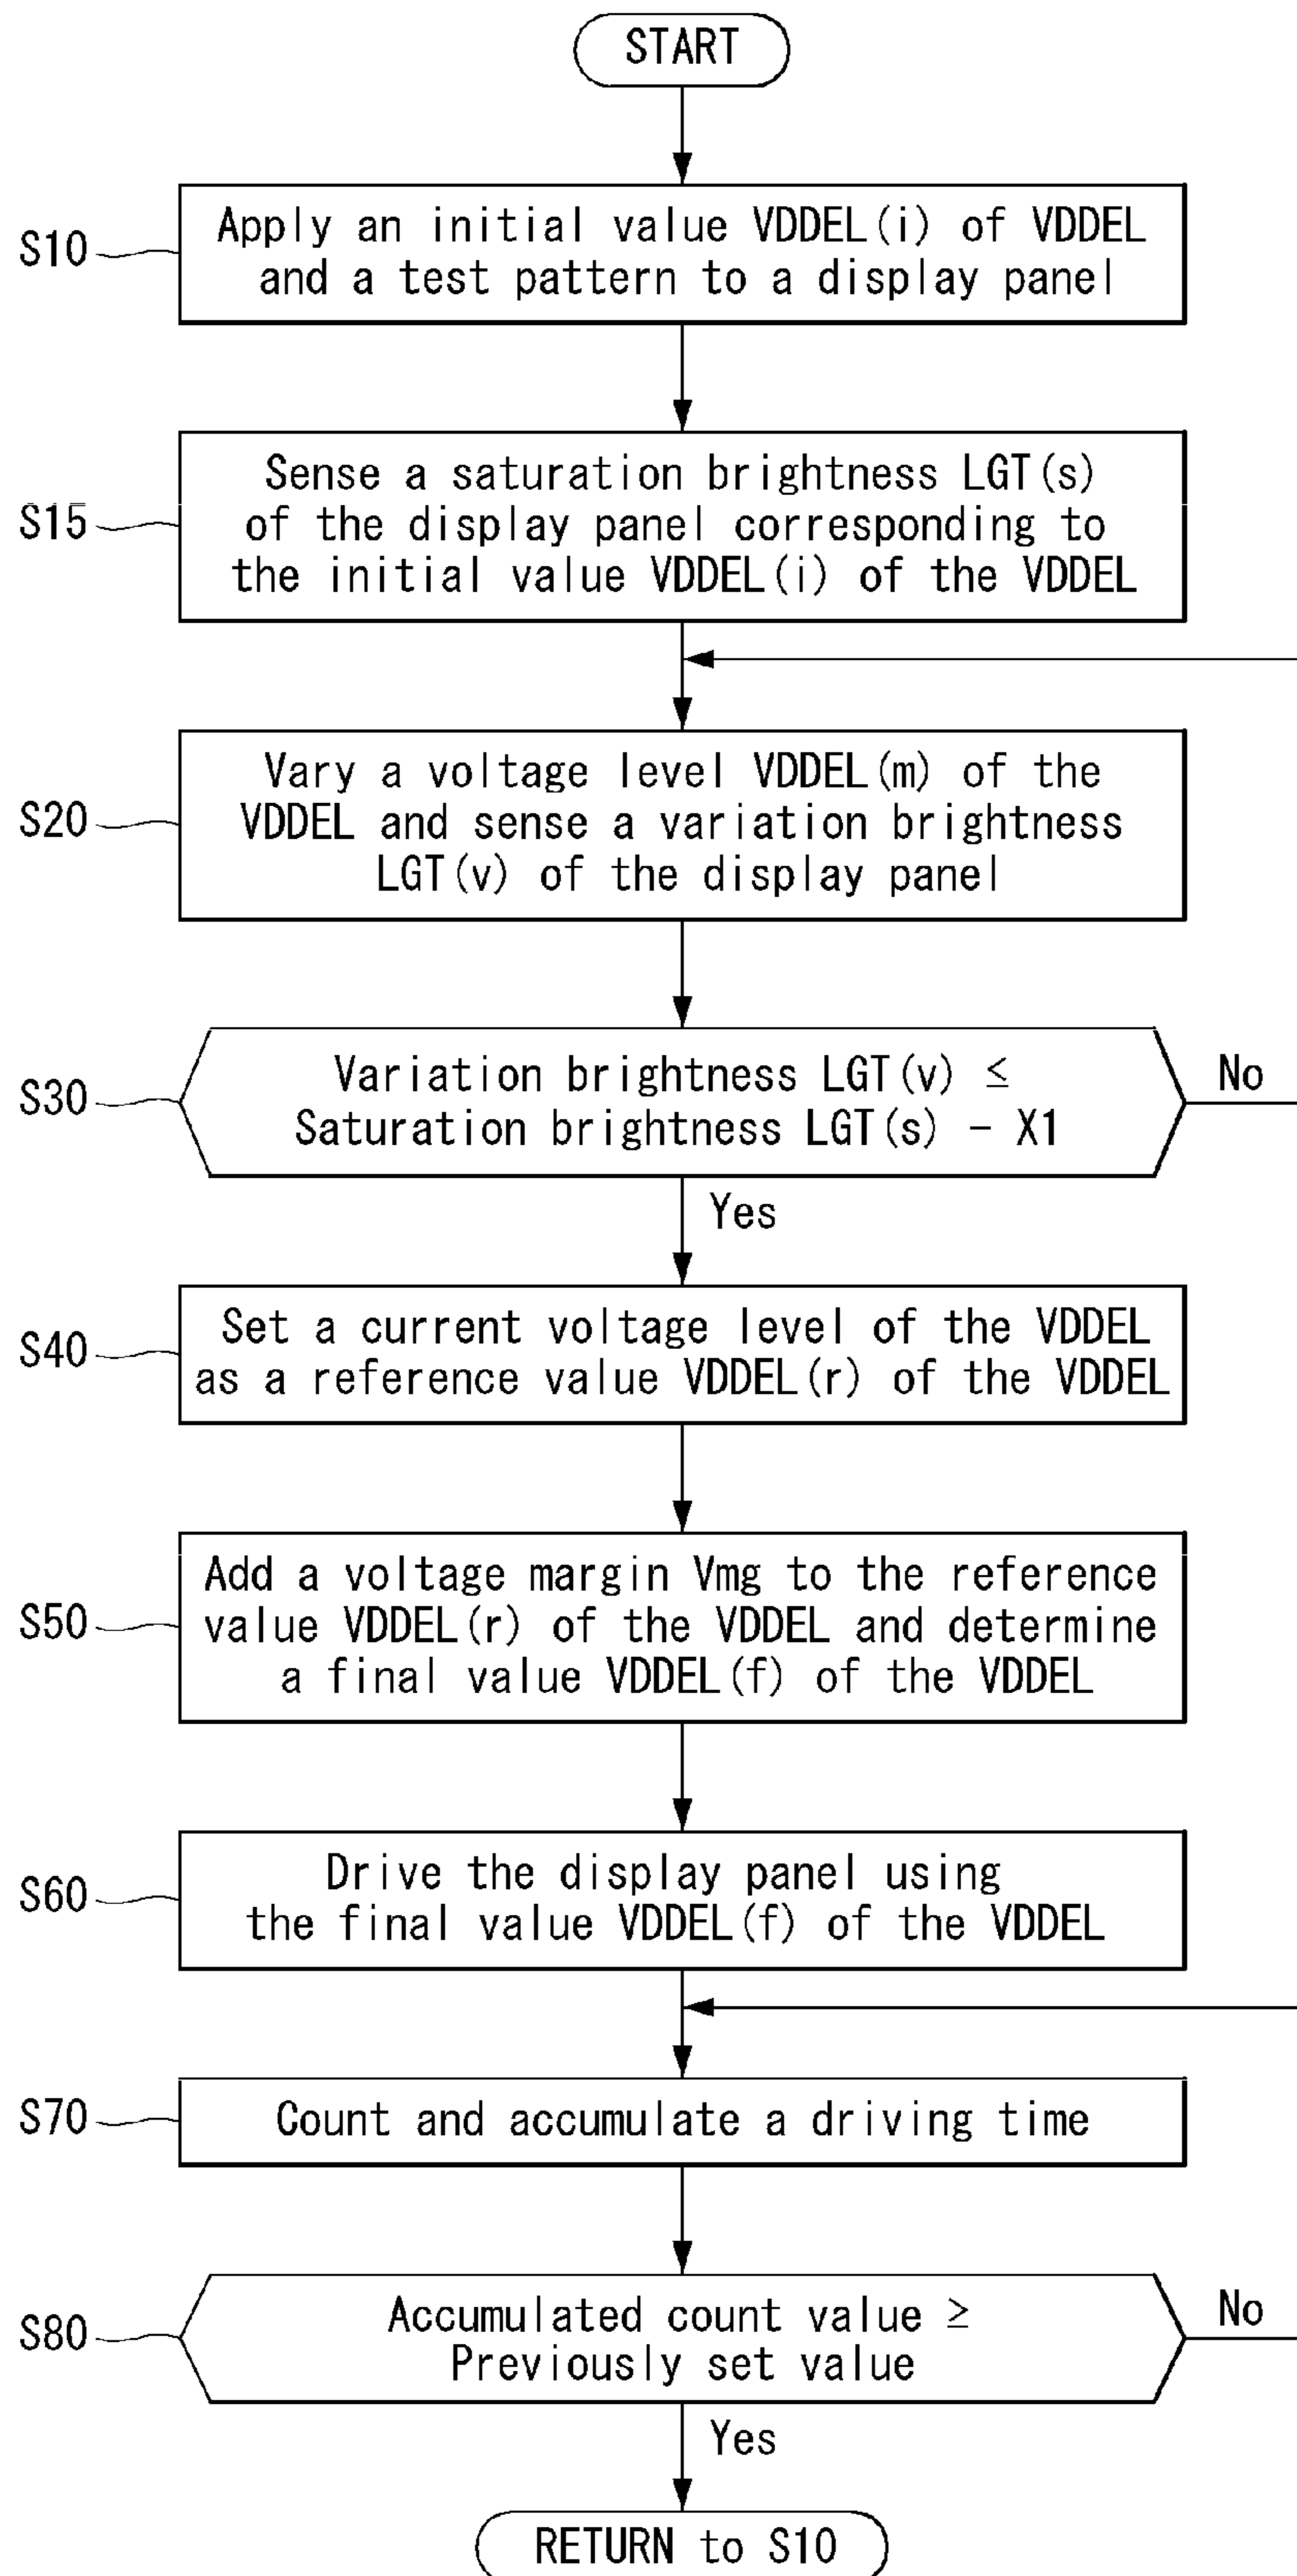 START
S10
Apply an initial value VDDEL(i) of VDDEL
and a test pattern to a display panel
S15
Sense a saturation brightness LGT(s)
of the display panel corresponding to
the initial value VDDEL(i) of the VDDEL
S20
Vary a voltage level VDDEL(m) of the
VDDEL and sense a variation brightness
LGT(v) of the display panel
S30
Variation brightness LGT(v) ≤
Saturation brightness LGT(s) - X1
No
Yes
S40
Set a current voltage level of the VDDEL
as a reference value VDDEL(r) of the VDDEL
S50
Add a voltage margin Vmg to the reference
value VDDEL(r) of the VDDEL and determine
a final value VDDEL(f) of the VDDEL
S60
Drive the display panel using
the final value VDDEL(f) of the VDDEL
S70
Count and accumulate a driving time
S80
Accumulated count value ≥
Previously set value
No
Yes
RETURN to S10